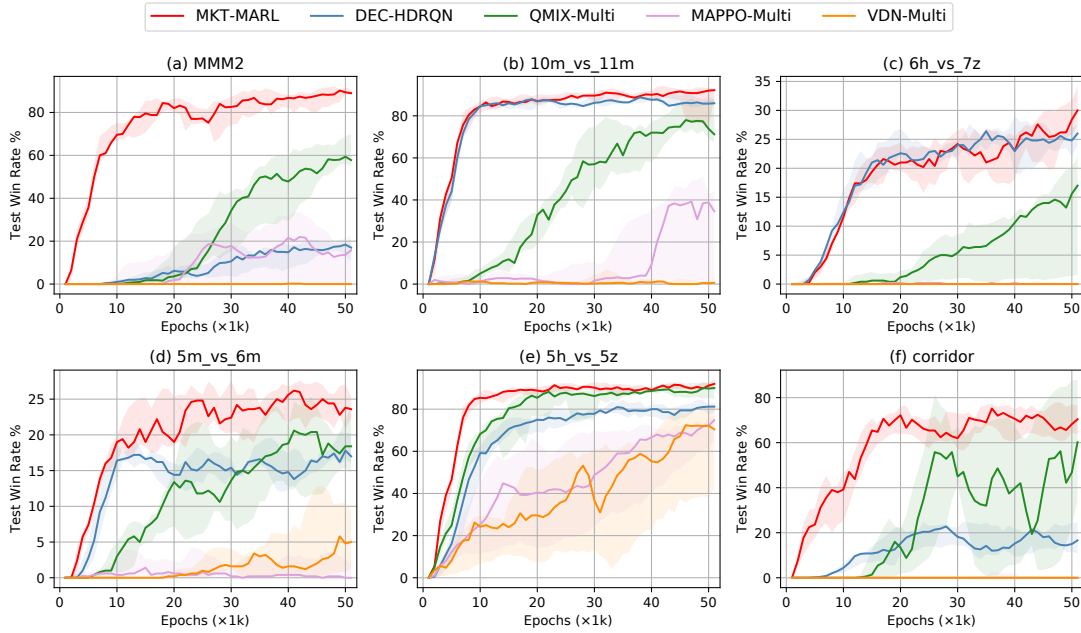 MKT-MARL DEC-HDRQN QMIX-Multi MAPPO-Multi VDN-Multi
(a) MMM2
Test Win Rate %
0
20
40
60
80
0 10 20 30 40 50
Epochs (×1k)
(b) 10m_vs_11m
Test Win Rate %
0
20
40
60
80
0 10 20 30 40 50
Epochs (×1k)
(c) 6h_vs_7z
Test Win Rate %
0
5
10
15
20
25
30
35
0 10 20 30 40 50
Epochs (×1k)
(d) 5m_vs_6m
Test Win Rate %
0
5
10
15
20
25
0 10 20 30 40 50
Epochs (×1k)
(e) 5h_vs_5z
Test Win Rate %
0
20
40
60
80
0 10 20 30 40 50
Epochs (×1k)
(f) corridor
Test Win Rate %
0
20
40
60
80
0 10 20 30 40 50
Epochs (×1k)